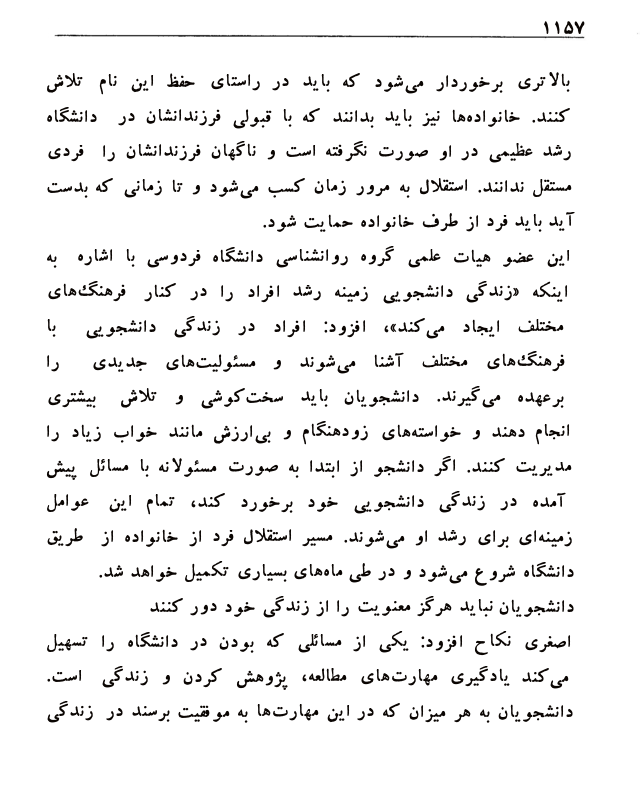 ۱۱۵۷
بالاتری برخوردار می‌شود که باید در راستای حفظ این نام تلاش
کنند. خانواده‌ها نیز باید بدانند که با قبولی فرزندانشان در دانشگاه
رشد عظیمی در او صورت نگرفته است و ناگهان فرزندانشان را فردی
مستقل ندانند. استقلال به مرور زمان کسب می‌شود و تا زمانی که بدست
آید باید فرد از طرف خانواده حمایت شود.
این عضو هیات علمی گروه روانشناسی دانشگاه فردوسی با اشاره به
اینکه «زندگی دانشجویی زمینه رشد افراد را در کنار فرهنگ‌های
مختلف ایجاد می‌کند»، افزود: افراد در زندگی دانشجویی با
فرهنگ‌های مختلف آشنا می‌شوند و مسئولیت‌های جدیدی را
برعهده می‌گیرند. دانشجویان باید سخت‌کوشی و تلاش بیشتری
انجام دهند و خواسته‌های زودهنگام و بی‌ارزش مانند خواب زیاد را
مدیریت کنند. اگر دانشجو از ابتدا به صورت مسئولانه با مسائل پیش
آمده در زندگی دانشجویی خود برخورد کند، تمام این عوامل
زمینه‌ای برای رشد او می‌شوند. مسیر استقلال فرد از خانواده از طریق
دانشگاه شروع می‌شود و در طی ماه‌های بسیاری تکمیل خواهد شد.
دانشجویان نباید هرگز معنویت را از زندگی خود دور کنند
اصغری نکاح افزود: یکی از مسائلی که بودن در دانشگاه را تسهیل
می‌کند یادگیری مهارت‌های مطالعه، پژوهش کردن و زندگی است.
دانشجویان به هر میزان که در این مهارت‌ها به موفقیت برسند در زندگی